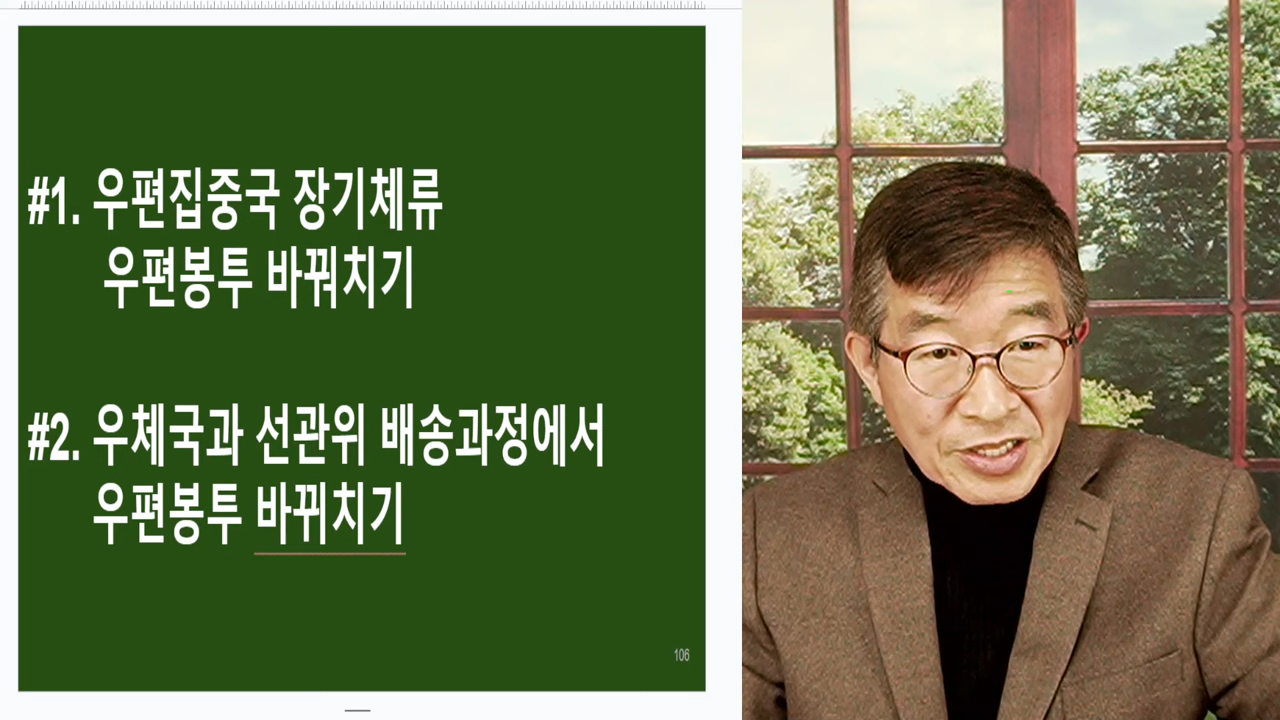 #1. 우편집중국 장기체류
우편봉투 바꿔치기
#2. 우체국과 선관위 배송과정에서
우편봉투 바뀌치기
106